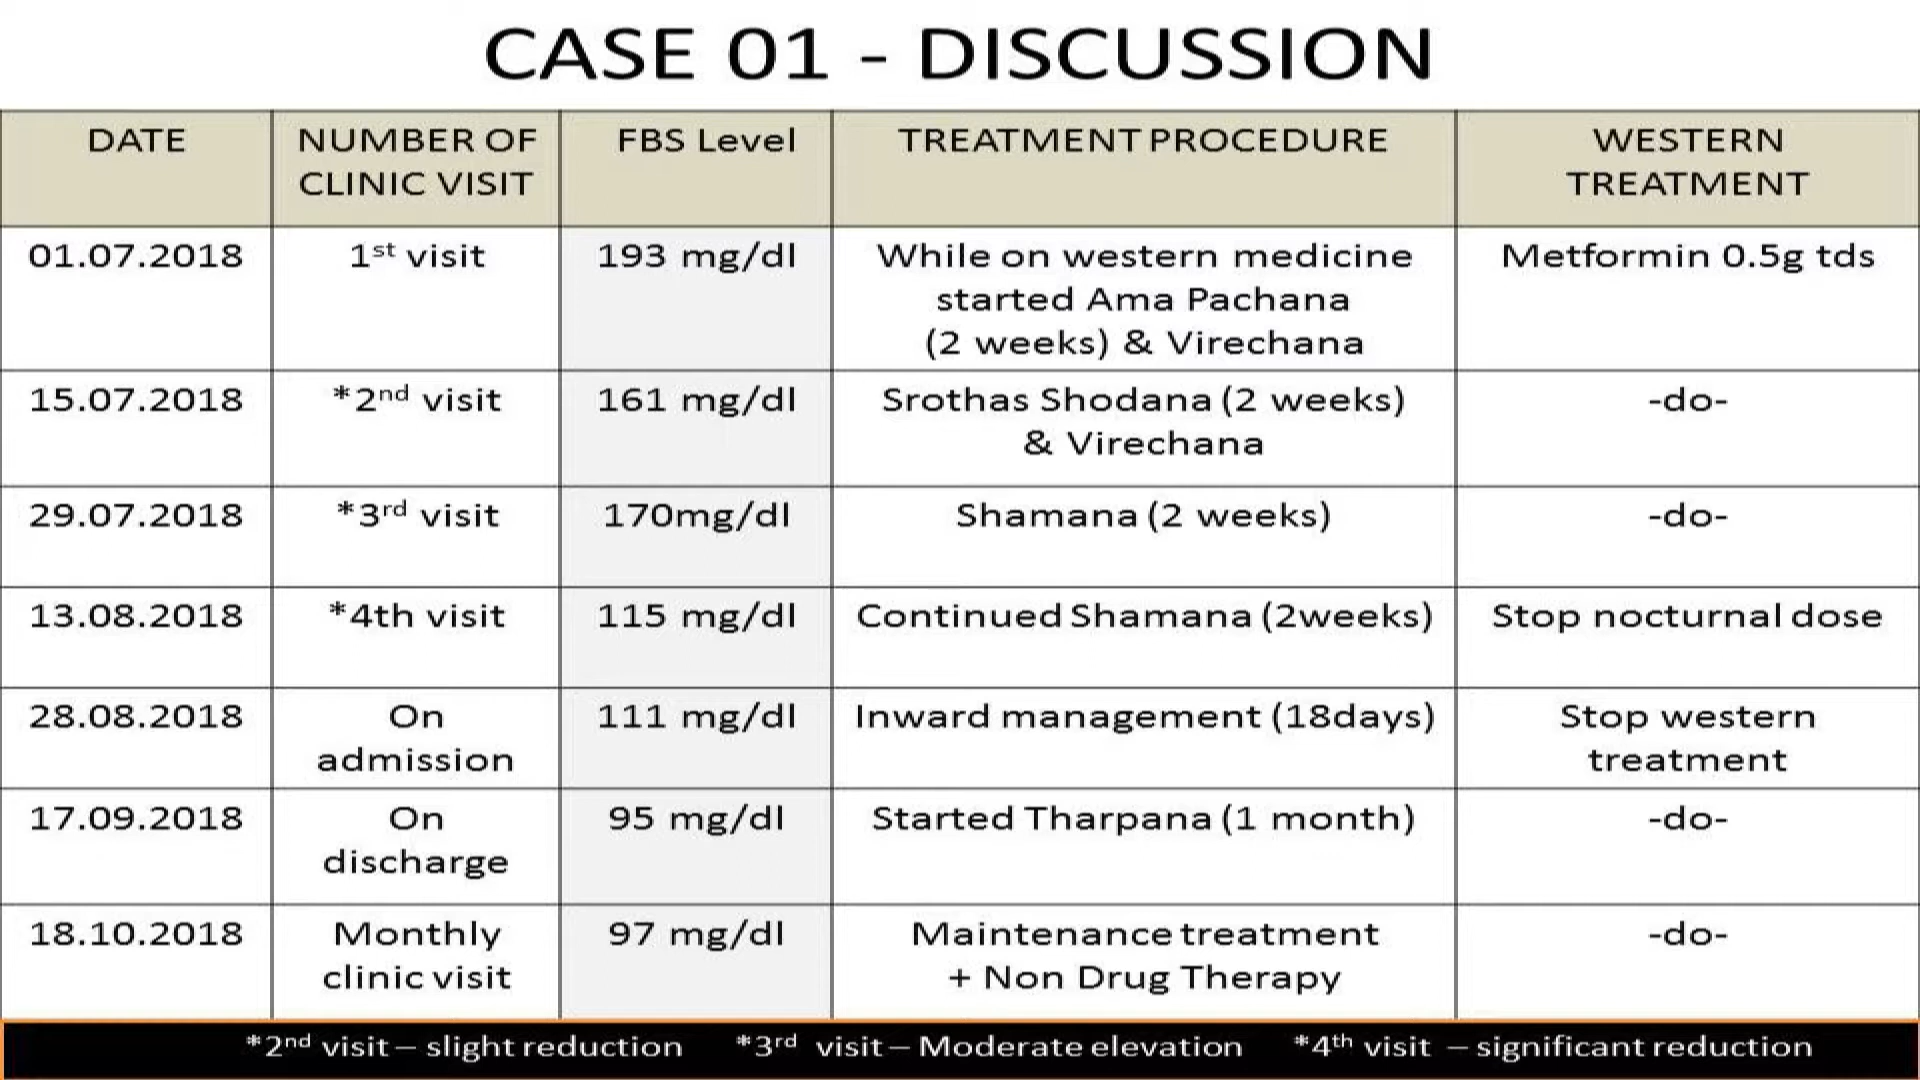 CASE 01 - DISCUSSION
DATE
NUMBER OF
CLINIC VISIT
FBS Level
TREATMENT PROCEDURE
WESTERN
TREATMENT
01.07.2018
1st visit
193 mg/dl
While on western medicine
started Ama Pachana
(2 weeks) & Virechana
Metformin 0.5g tds
15.07.2018
*2nd visit
161 mg/dl
Srothas Shodana (2 weeks)
& Virechana
-do-
29.07.2018
*3rd visit
170mg/dl
Shamana (2 weeks)
-do-
13.08.2018
*4th visit
115 mg/dl
Continued Shamana (2weeks)
Stop nocturnal dose
28.08.2018
On
admission
111 mg/dl
Inward management (18days)
Stop western
treatment
17.09.2018
On
discharge
95 mg/dl
Started Tharpana (1 month)
-do-
18.10.2018
Monthly
clinic visit
97 mg/dl
Maintenance treatment
+ Non Drug Therapy
-do-
*2nd visit – slight reduction *3rd visit – Moderate elevation *4th visit – significant reduction